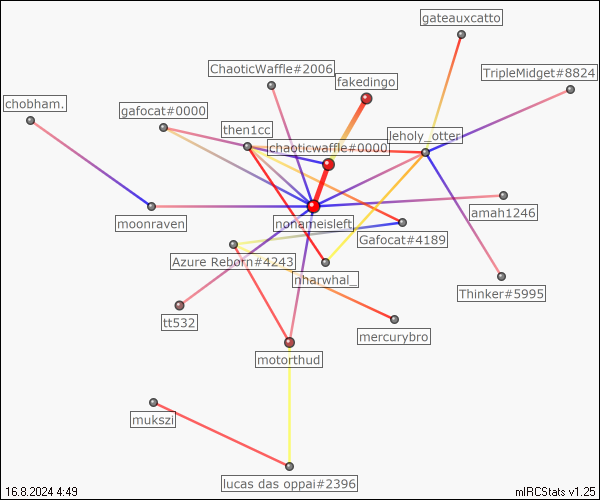 gateauxcatto
ChaoticWaffle#2006
TripleMidget#8824
fakedingo
chobham.
gafocat#0000
then1cc
leholy_otter
chaoticwaffle#0000
amah1246
moonraven
nonameisleft
Gafocat#4189
Azure Reborn#4243
nharwhal_
Thinker#5995
tt532
mercurybro
motorthud
mukszi
lucas das oppai#2396
16.8.2024 4:49
mIRCStats v1.25